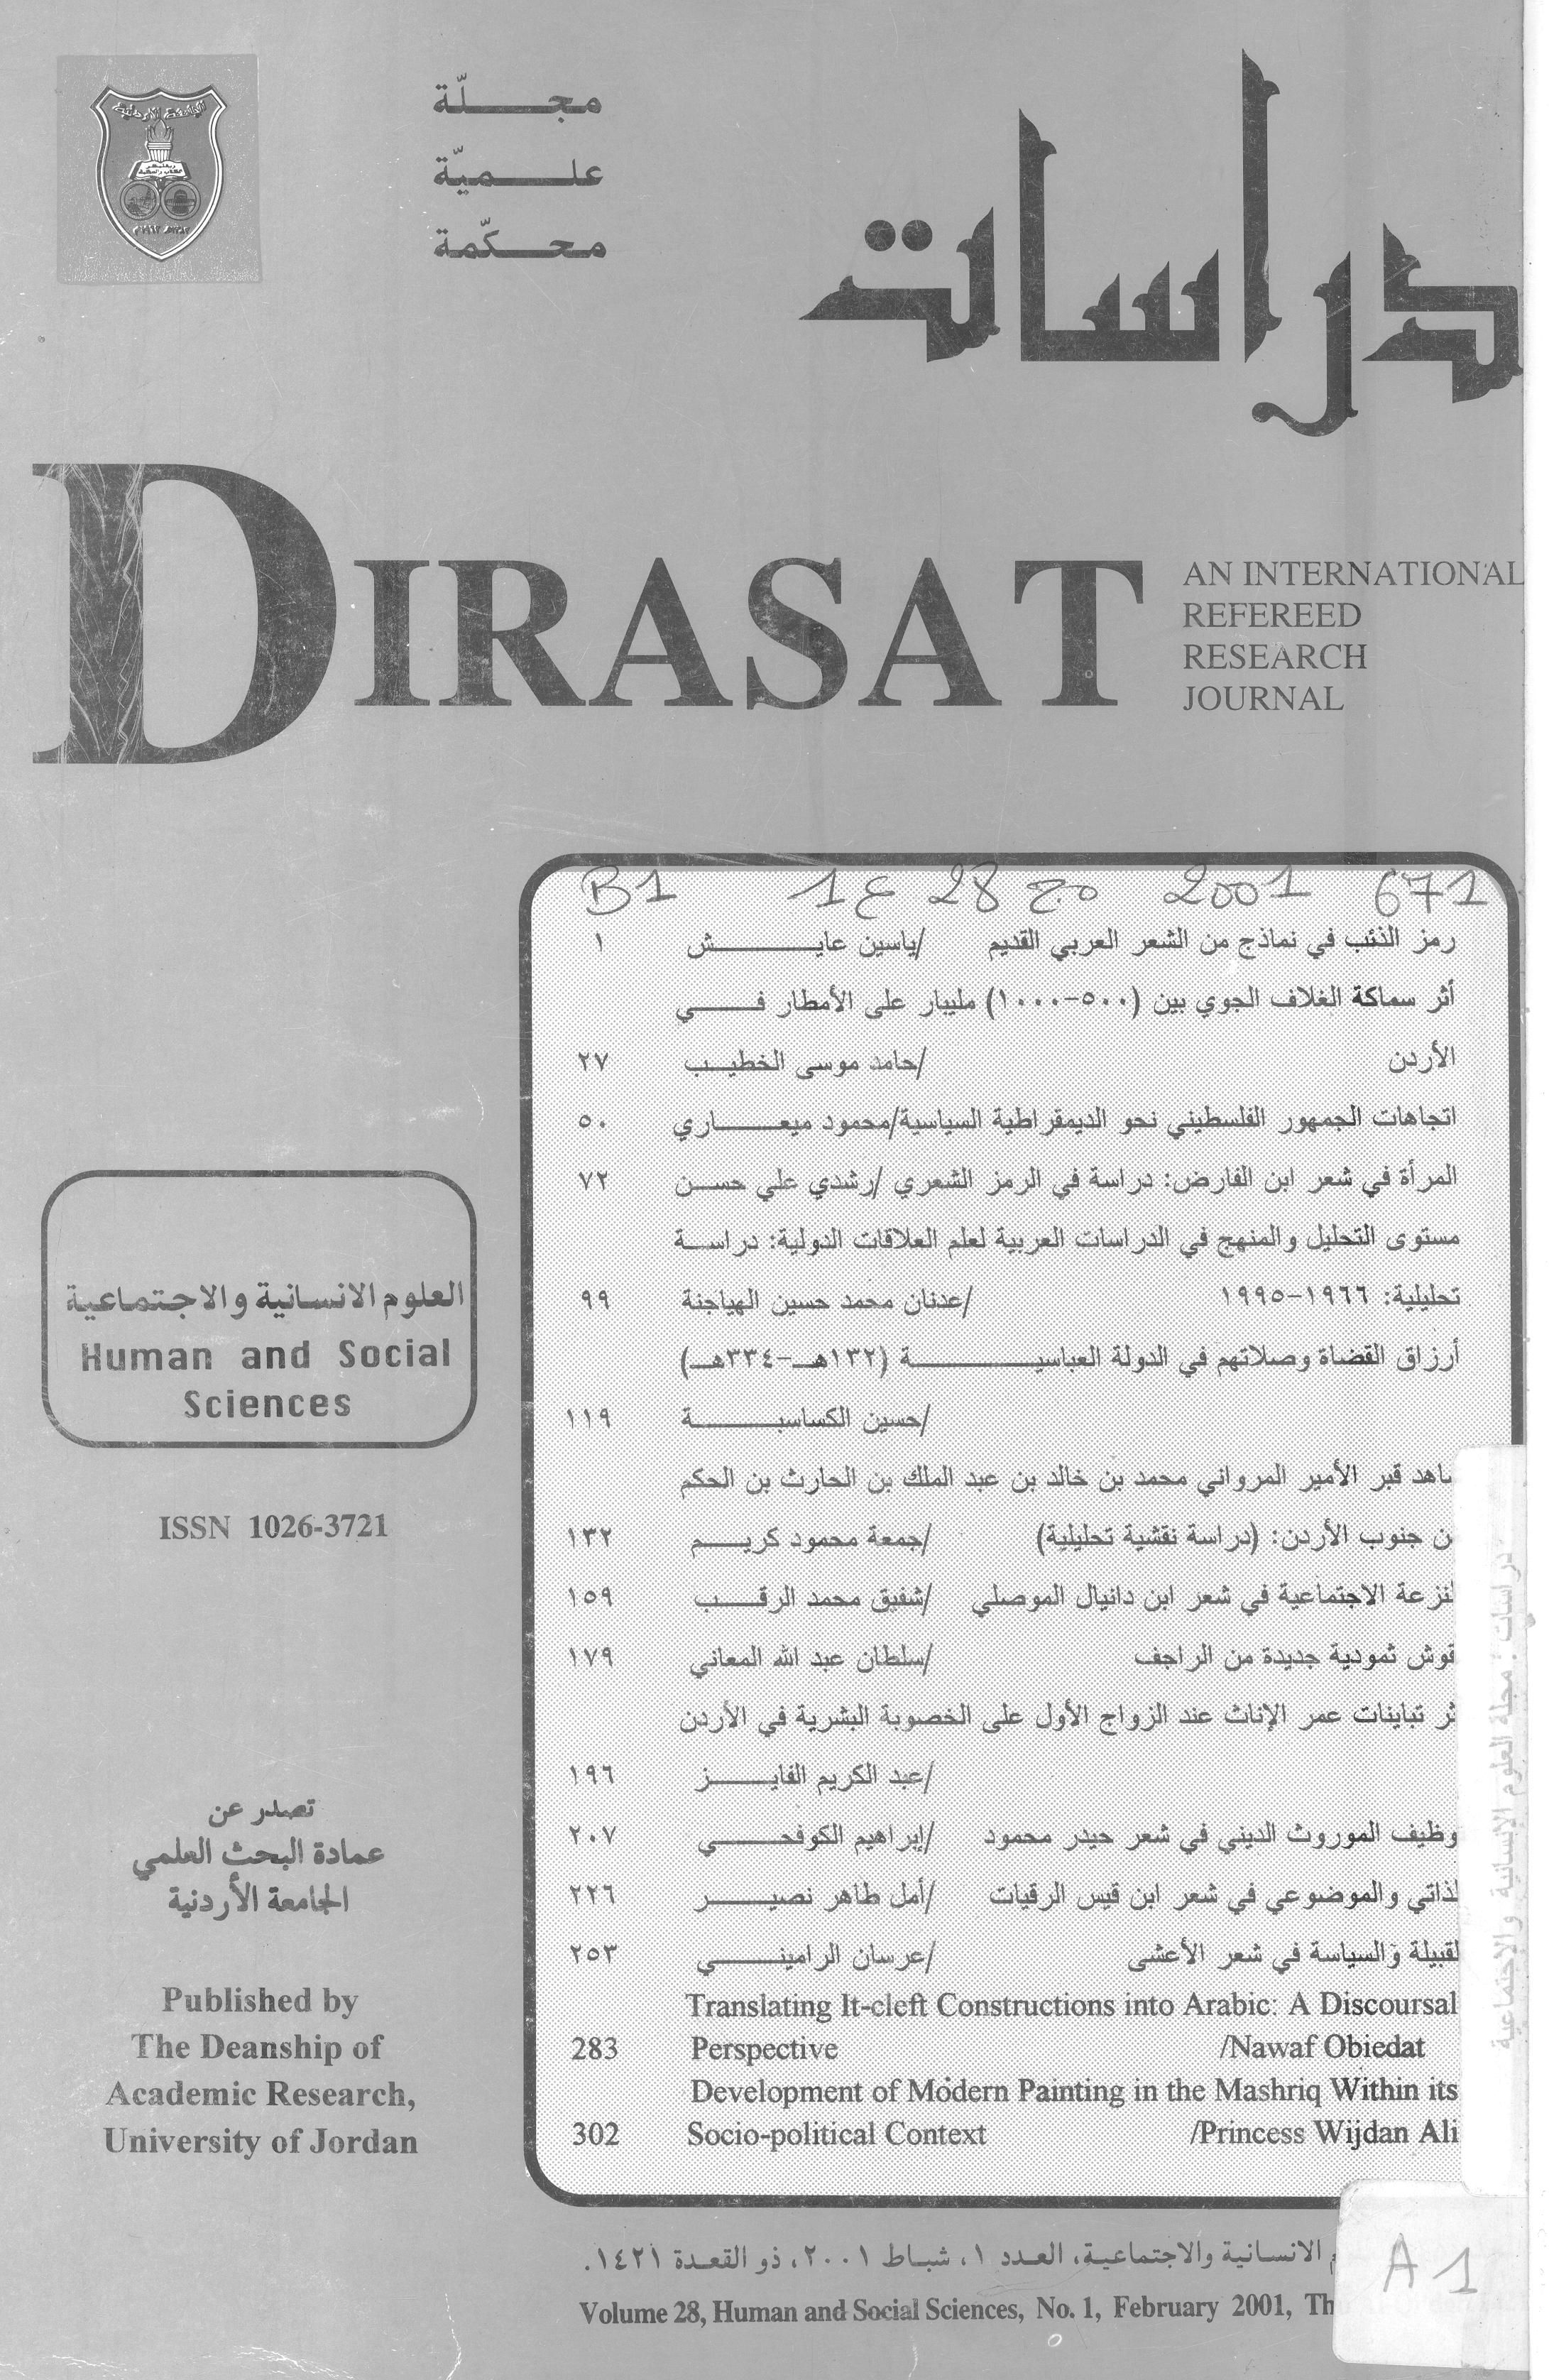 مجلّة
علميّة
محكّمة
دراسات
DIRASAT
AN INTERNATIONAL
REFEREED
RESEARCH
JOURNAL
B1 مج 28 ع 1 2001 671
رمز الذئب في نماذج من الشعر العربي القديم /ياسين عايش ١
أثر سماكة الغلاف الجوي بين (٥٠٠-١٠٠٠) مليبار على الأمطار في
الأردن /حامد موسى الخطيب ٢٧
اتجاهات الجمهور الفلسطيني نحو الديمقراطية السياسية/محمود ميعاري ٥٠
المرأة في شعر ابن الفارض: دراسة في الرمز الشعري /رشدي علي حسن ٧٢
مستوى التحليل والمنهج في الدراسات العربية لعلم العلاقات الدولية: دراسة
تحليلية: ١٩٦٦-١٩٩٥ /عدنان محمد حسين الهياجنة ٩٩
أرزاق القضاة وصلاتهم في الدولة العباسية (١٣٢هـ-٣٣٤هـ)
/حسين الكساسبة ١١٩
اهد قبر الأمير المرواني محمد بن خالد بن عبد الملك بن الحارث بن الحكم
ن جنوب الأردن: (دراسة نقشية تحليلية) /جمعة محمود كريم ١٣٢
لنزعة الاجتماعية في شعر ابن دانيال الموصلي /شفيق محمد الرقب ١٥٩
قوش ثمودية جديدة من الراجف /سلطان عبد الله المعاني ١٧٩
ثر تباينات عمر الإناث عند الزواج الأول على الخصوبة البشرية في الأردن
/عبد الكريم الفايز ١٩٦
وظيف الموروث الديني في شعر حيدر محمود /إبراهيم الكوفحي ٢٠٧
لذاتي والموضوعي في شعر ابن قيس الرقيات /أمل طاهر نصير ٢٢٦
لقبيلة والسياسة في شعر الأعشى /عرسان الراميني ٢٥٣
Translating It-cleft Constructions into Arabic: A Discoursal
283 Perspective /Nawaf Obiedat
Development of Modern Painting in the Mashriq Within its
302 Socio-political Context /Princess Wijdan Ali
العلوم الانسانية والاجتماعية
Human and Social
Sciences
ISSN 1026-3721
تصدر عن
عمادة البحث العلمي
الجامعة الأردنية
Published by
The Deanship of
Academic Research,
University of Jordan
دراسات : مجلة العلوم الإنسانية والاجتماعية
م الانسانية والاجتماعية، العدد ١، شباط ٢٠٠١، ذو القعدة ١٤٢١.
Volume 28, Human and Social Sciences, No. 1, February 2001, Th
A 1